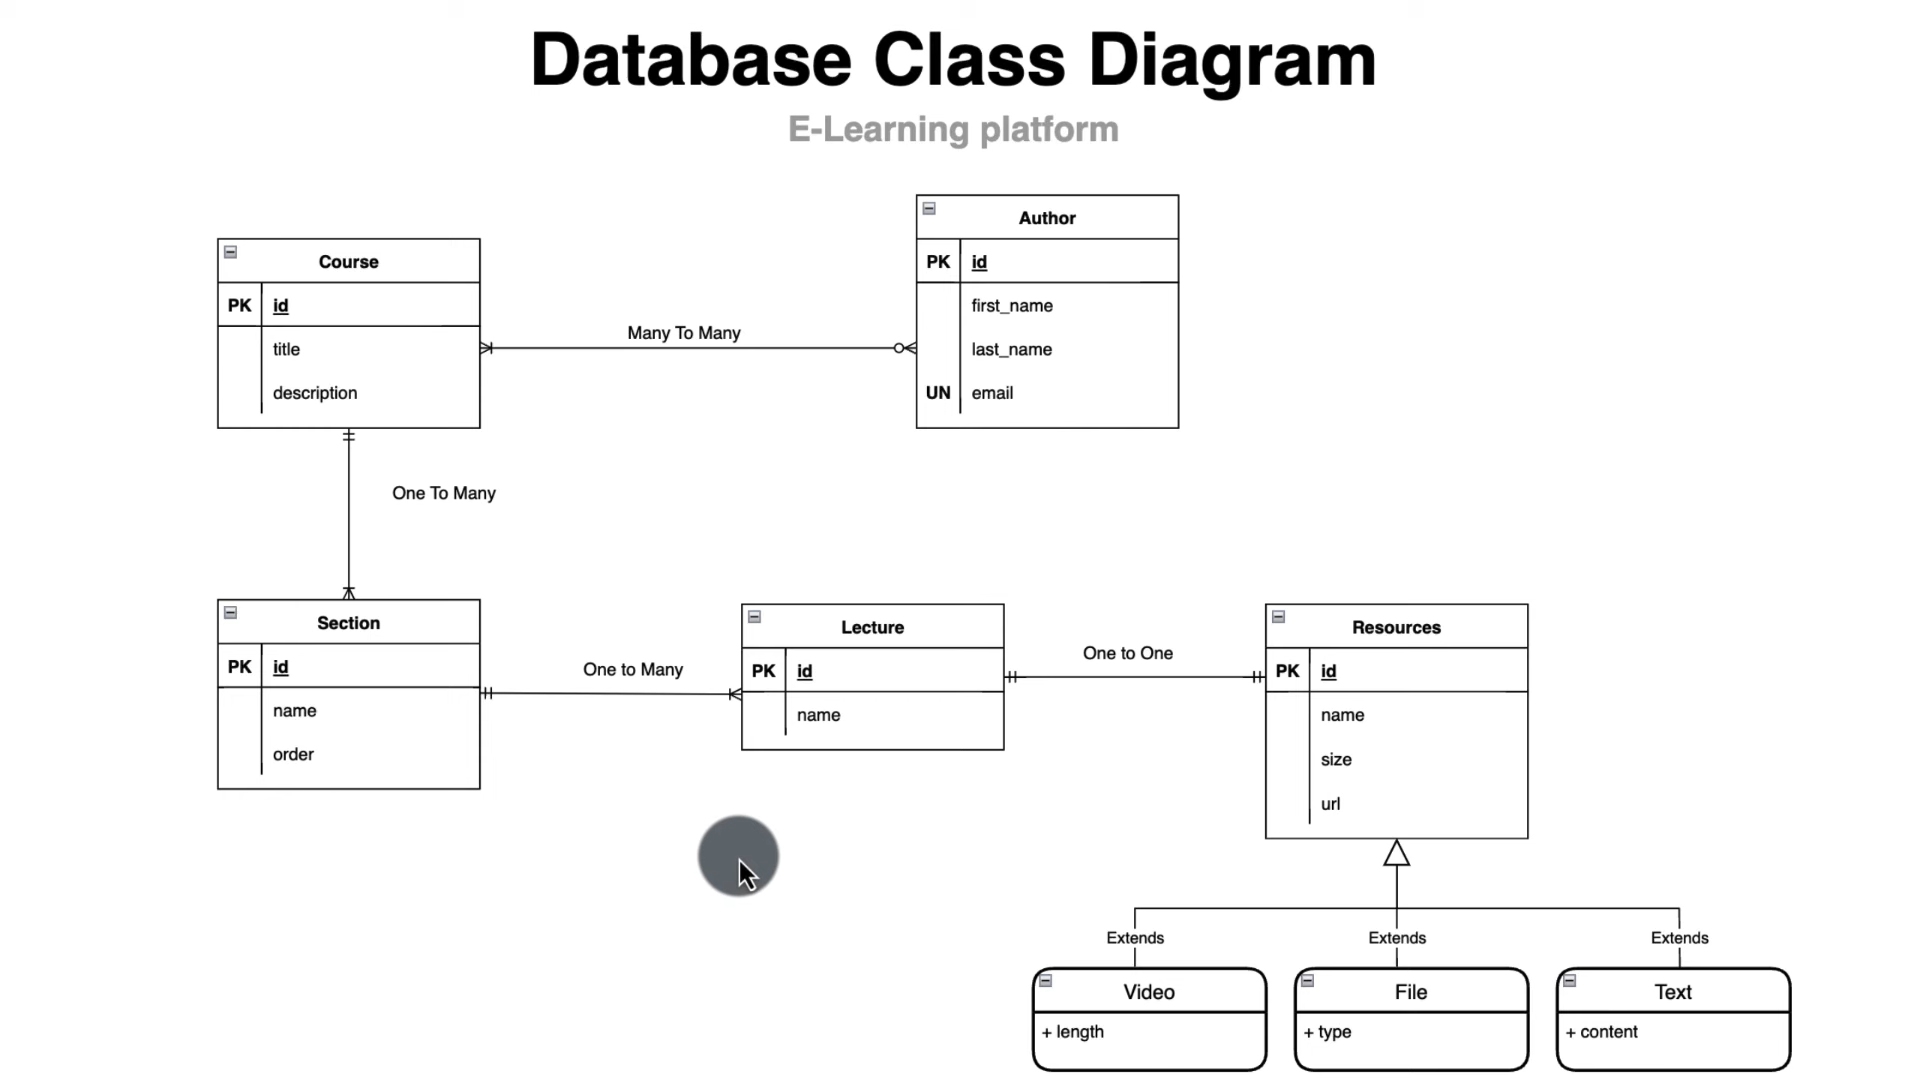 Database Class Diagram
E-Learning platform
Course
PK id
title
description
Many To Many
Author
PK id
first_name
last_name
UN email
One To Many
Section
PK id
name
order
One to Many
Lecture
PK id
name
One to One
Resources
PK id
name
size
url
Extends
Extends
Extends
Video
+ length
File
+ type
Text
+ content